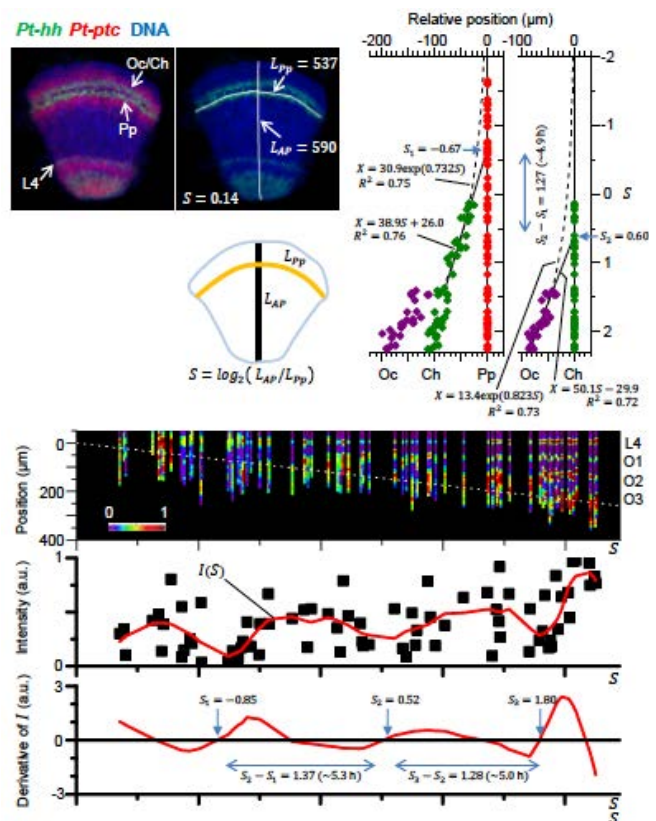 Pt-hh Pt-ptc DNA
Oc/Ch
Pp
L4
L_Pp = 537
L_AP = 590
S = 0.14
L_Pp
L_AP
S = log2( L_AP/L_Pp)
Relative position (μm)
-200 -100 0 -100 0
-2
-1
0 S
1
2
S1 = −0.67
X = 30.9exp(0.732S)
R² = 0.75
X = 38.9S + 26.0
R² = 0.76
S2 − S1 = 1.27 (~4.9 h)
S2 = 0.60
Oc Ch Pp Oc Ch
X = 13.4exp(0.823S)
R² = 0.73
X = 50.1S − 29.9
R² = 0.72
Position (μm)
0
200
400
0 1
L4
O1
O2
O3
S
Intensity (a.u.)
1
0
I(S)
S
Derivative of I (a.u.)
3
0
-3
S1 = −0.85
S2 = 0.52
S3 = 1.80
S2 − S1 = 1.37 (~5.3 h)
S3 − S2 = 1.28 (~5.0 h)
S
S